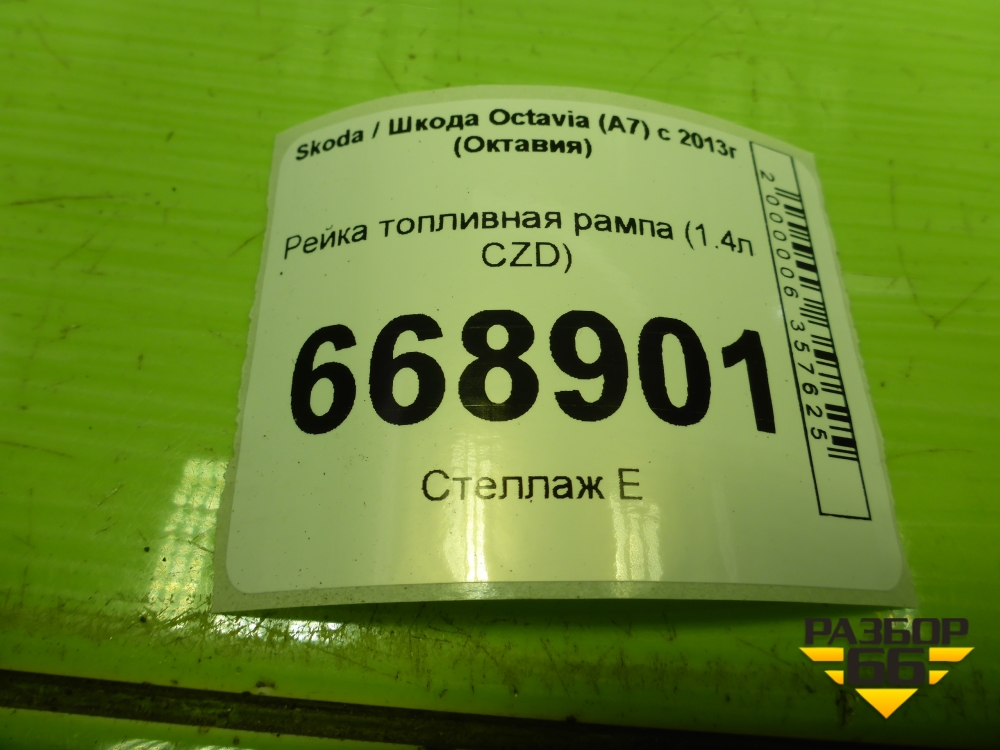 Skoda / Шкода Octavia (A7) с 2013г
(Октавия)
Рейка топливная рампа (1.4л
CZD)
668901
Стеллаж Е
2000006357625
РАЗБОР
66